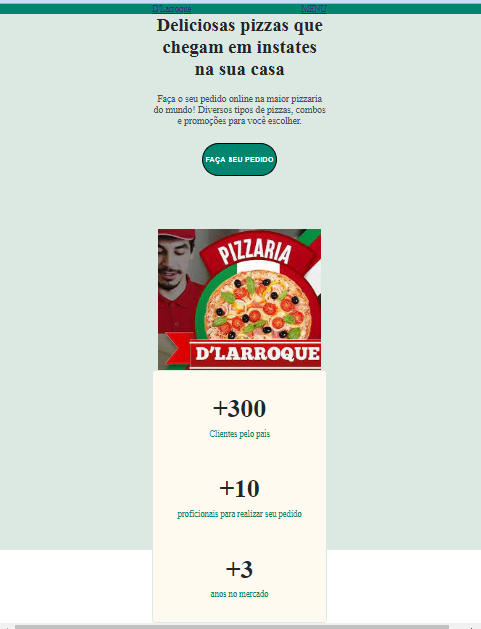 D'Larroque MENU
Deliciosas pizzas que
chegam em instates
na sua casa
Faça o seu pedido online na maior pizzaria
do mundo! Diversos tipos de pizzas, combos
e promoções para você escolher.
FAÇA SEU PEDIDO
PIZZARIA
D'LARROQUE
+300
Clientes pelo pais
+10
proficionais para realizar seu pedido
+3
anos no mercado